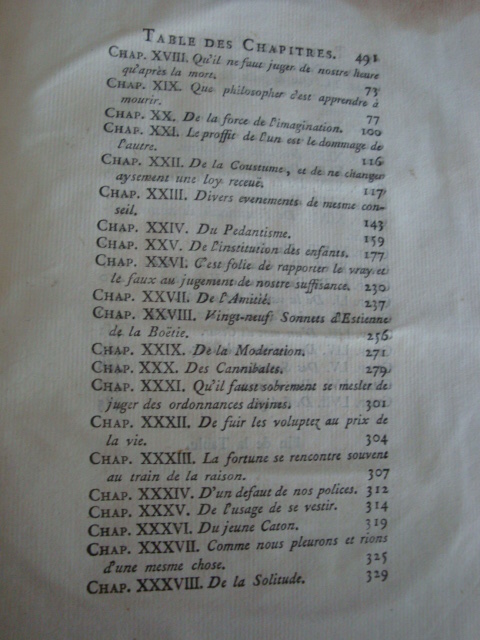 TABLE DES CHAPITRES. 491
CHAP. XVIII. Qu'il ne faut juger de nostre heure
qu'après la mort. 73
CHAP. XIX. Que philosopher c'est apprendre à
mourir. 77
CHAP. XX. De la force de l'imagination. 100
CHAP. XXI. Le proffit de l'un est le dommage de
l'autre. 116
CHAP. XXII. De la Coustume, et de ne changer
aysement une loy receuë. 117
CHAP. XXIII. Divers evenements de mesme con-
seil. 143
CHAP. XXIV. Du Pedantisme. 159
CHAP. XXV. De l'institution des enfants. 177
CHAP. XXVI. C'est folie de rapporter le vray et
le faux au jugement de nostre suffisance. 230
CHAP. XXVII. De l'Amitié. 237
CHAP. XXVIII. Vingt-neuf Sonnets d'Estienne
de la Boëtie. 256
CHAP. XXIX. De la Moderation. 271
CHAP. XXX. Des Cannibales. 279
CHAP. XXXI. Qu'il faust sobrement se mesler de
juger des ordonnances divines. 301
CHAP. XXXII. De fuir les voluptez au prix de
la vie. 304
CHAP. XXXIII. La fortune se rencontre souvent
au train de la raison. 307
CHAP. XXXIV. D'un defaut de nos polices. 312
CHAP. XXXV. De l'usage de se vestir. 314
CHAP. XXXVI. Du jeune Caton. 319
CHAP. XXXVII. Comme nous pleurons et rions
d'une mesme chose. 325
CHAP. XXXVIII. De la Solitude. 329